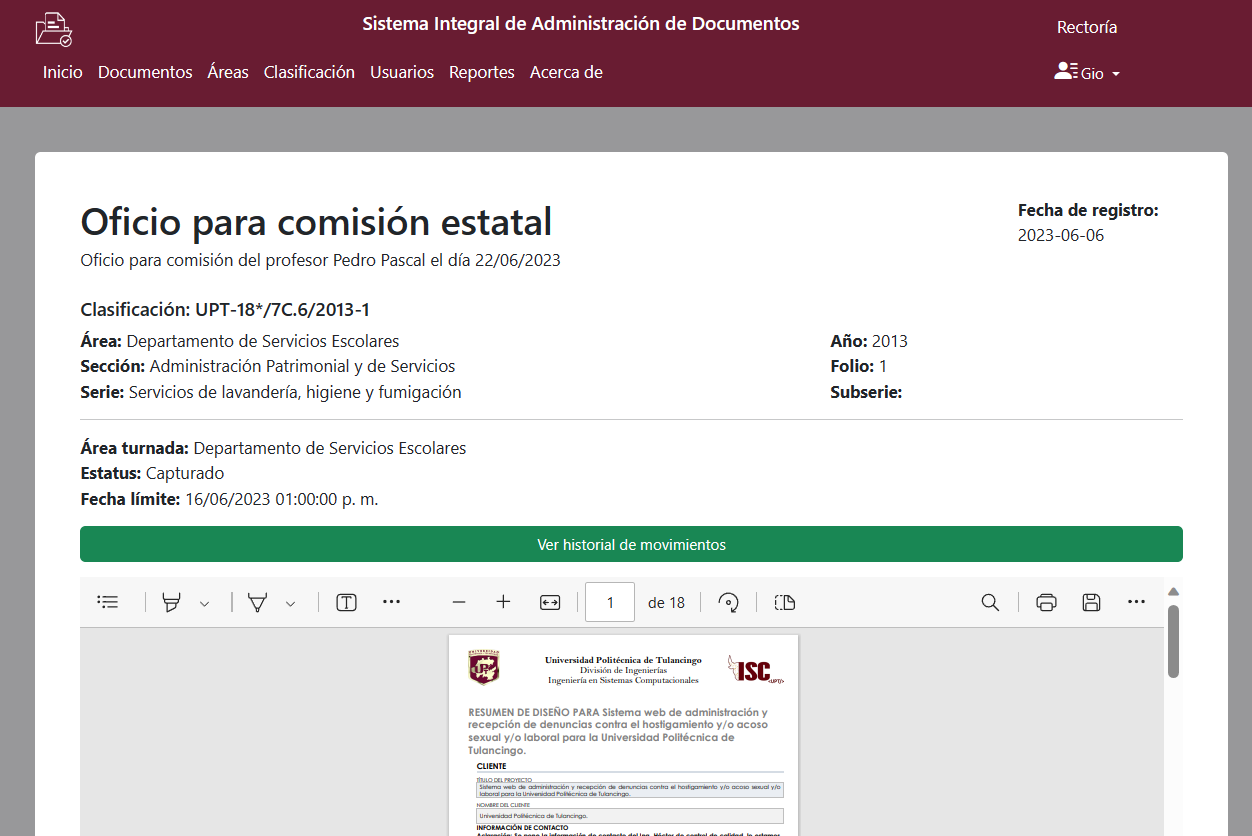 Sistema Integral de Administración de Documentos
Rectoría
Inicio Documentos Áreas Clasificación Usuarios Reportes Acerca de
Gio
Oficio para comisión estatal
Fecha de registro:
2023-06-06
Oficio para comisión del profesor Pedro Pascal el día 22/06/2023
Clasificación: UPT-18*/7C.6/2013-1
Área: Departamento de Servicios Escolares
Año: 2013
Sección: Administración Patrimonial y de Servicios
Folio: 1
Serie: Servicios de lavandería, higiene y fumigación
Subserie:
Área turnada: Departamento de Servicios Escolares
Estatus: Capturado
Fecha límite: 16/06/2023 01:00:00 p. m.
Ver historial de movimientos
1 de 18
Universidad Politécnica de Tulancingo
División de Ingenierías
Ingeniería en Sistemas Computacionales
ISC
RESUMEN DE DISEÑO PARA Sistema web de administración y
recepción de denuncias contra el hostigamiento y/o acoso
sexual y/o laboral para la Universidad Politécnica de
Tulancingo.
CLIENTE
TÍTULO DEL PROYECTO
Sistema web de administración y recepción de denuncias contra el hostigamiento y/o acoso sexual y/o
laboral para la Universidad Politécnica de Tulancingo.
NOMBRE DEL CLIENTE
Universidad Politécnica de Tulancingo.
INFORMACIÓN DE CONTACTO